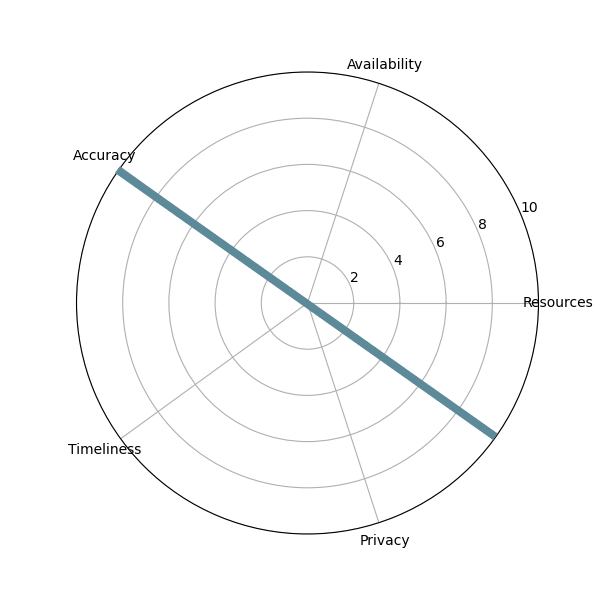 Availability
Accuracy
10
8
6
4
2
Resources
Timeliness
Privacy